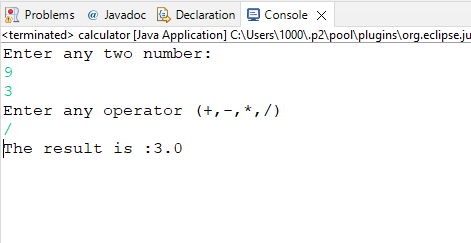 Problems @ Javadoc Declaration Console
<terminated> calculator [Java Application] C:\Users\1000\.p2\pool\plugins\org.eclipse.ju
Enter any two number:
9
3
Enter any operator (+,-,*,/)
/
The result is :3.0